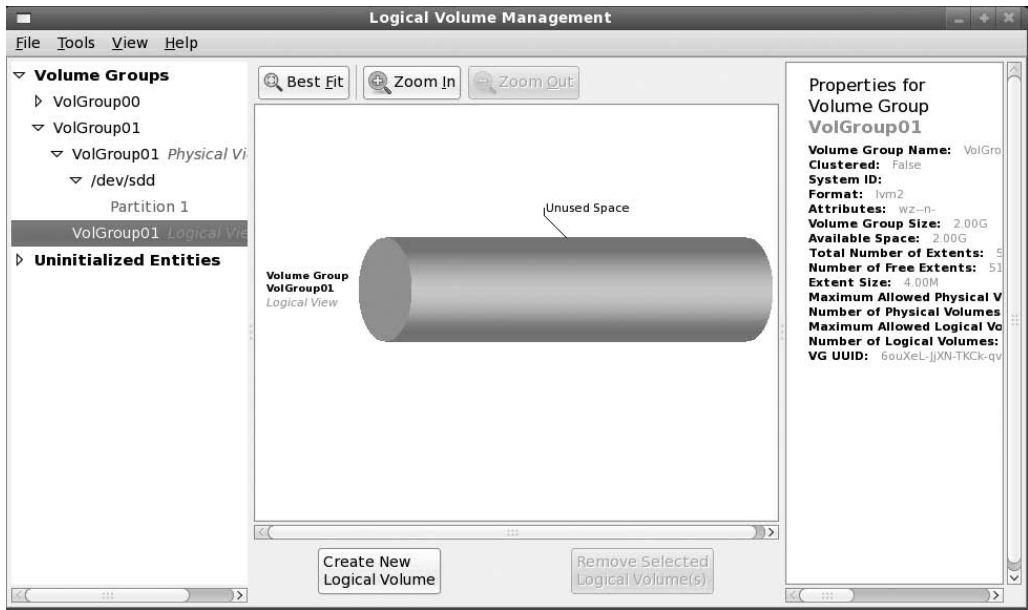 Logical Volume Management
File Tools View Help
Volume Groups
VolGroup00
VolGroup01
VolGroup01 Physical Vi
/dev/sdd
Partition 1
VolGroup01 Logical Vie
Uninitialized Entities
Best Fit
Zoom In
Zoom Out
Unused Space
Volume Group
VolGroup01
Logical View
Create New
Logical Volume
Remove Selected
Logical Volume(s)
Properties for
Volume Group
VolGroup01
Volume Group Name: VolGro
Clustered: False
System ID:
Format: lvm2
Attributes: wz--n-
Volume Group Size: 2.00G
Available Space: 2.00G
Total Number of Extents: 5
Number of Free Extents: 51
Extent Size: 4.00M
Maximum Allowed Physical V
Number of Physical Volumes
Maximum Allowed Logical Vo
Number of Logical Volumes:
VG UUID: 6ouXeL-JjXN-TKCk-qv